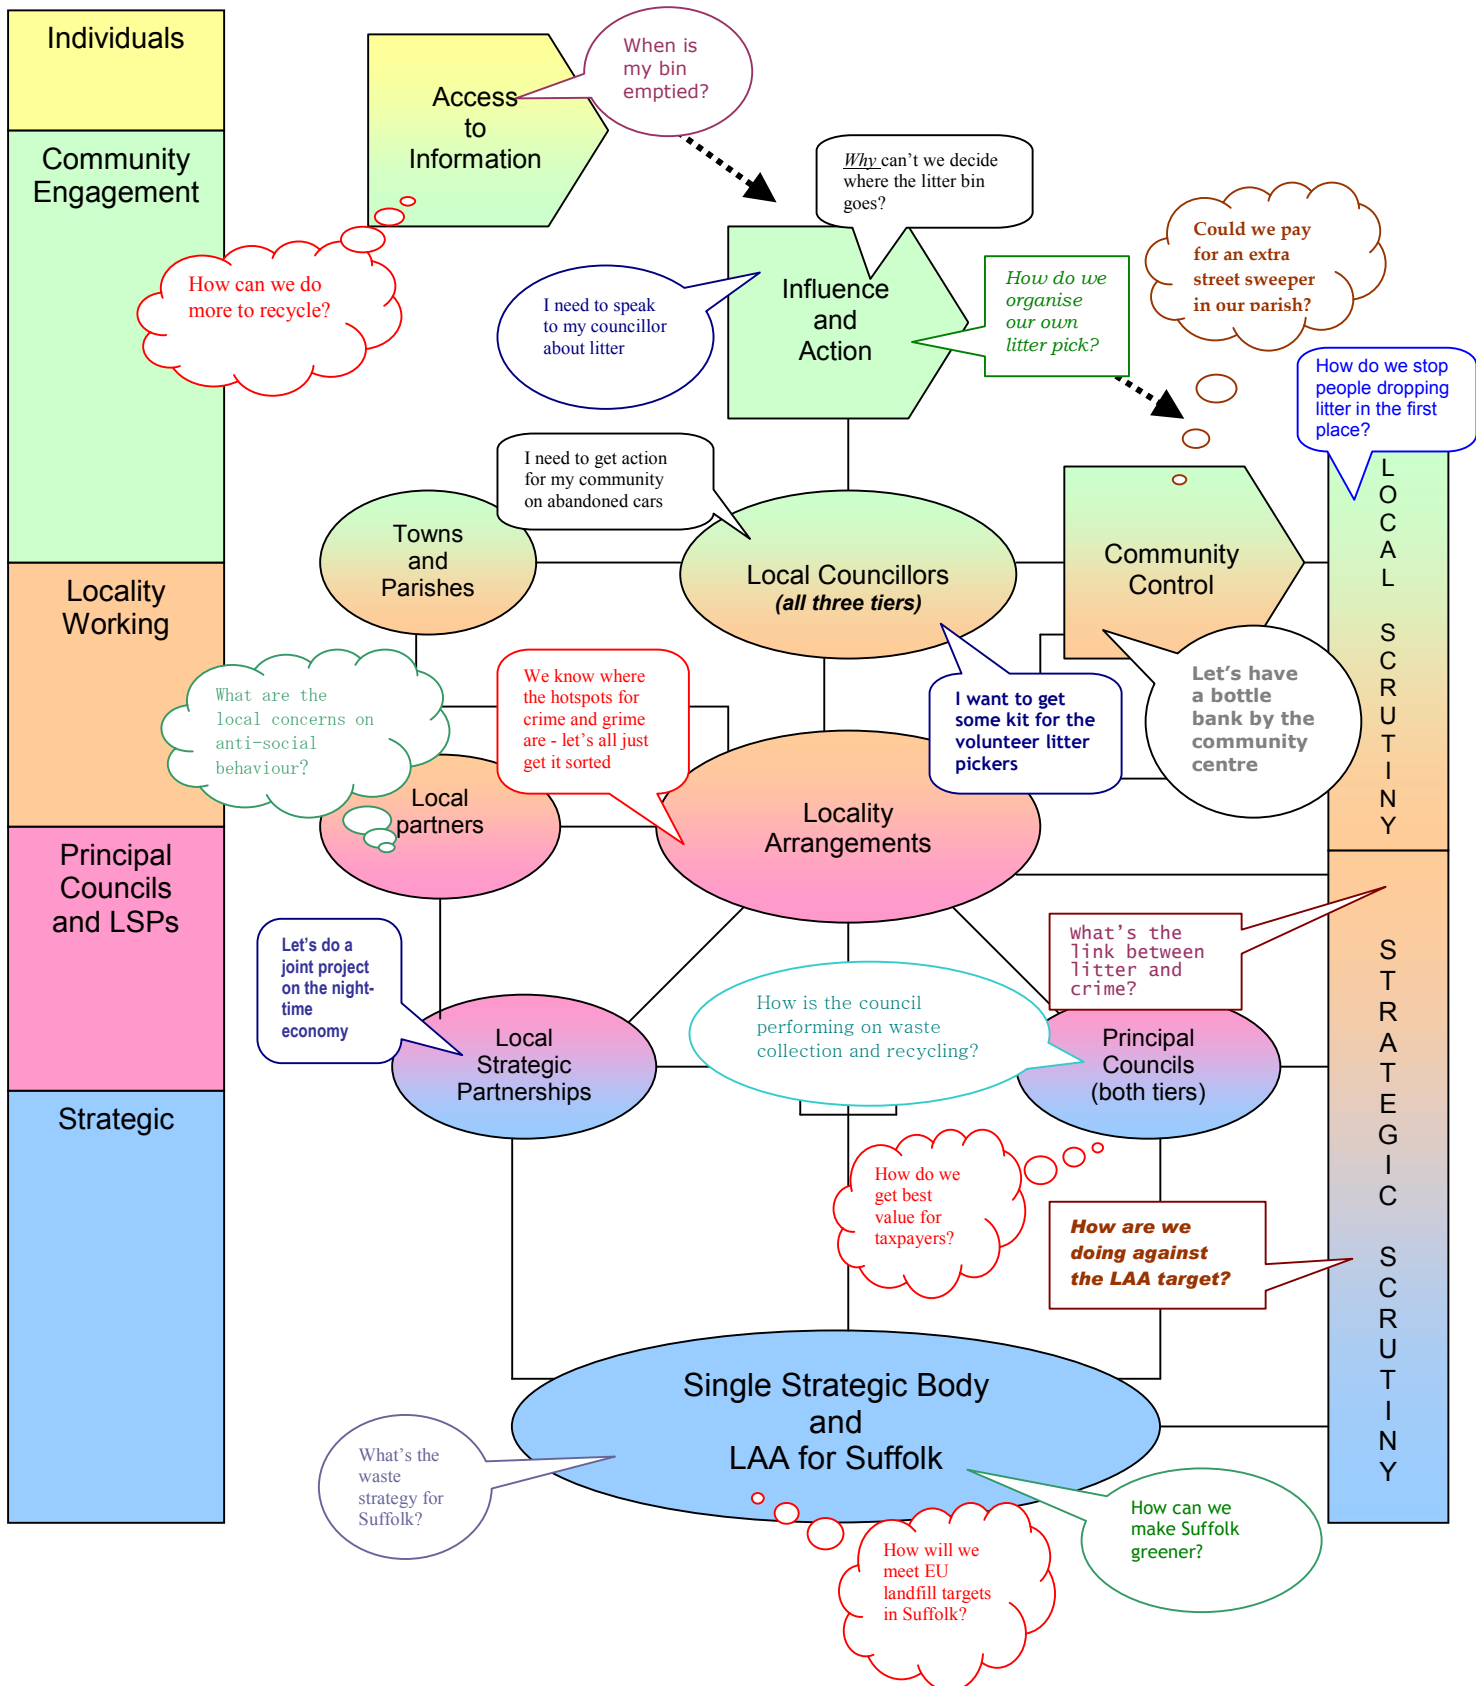 Individuals
Community
Engagement
Locality
Working
Principal
Councils
and LSPs
Strategic
Access
to
Information
When is
my bin
emptied?
How can we do
more to recycle?
Why can't we decide
where the litter bin
goes?
I need to speak
to my councillor
about litter
Influence
and
Action
How do we
organise
our own
litter pick?
Could we pay
for an extra
street sweeper
in our parish?
How do we stop
people dropping
litter in the first
place?
I need to get action
for my community
on abandoned cars
Towns
and
Parishes
Local Councillors
(all three tiers)
Community
Control
LOCAL SCRUTINY
What are the
local concerns on
anti-social
behaviour?
We know where
the hotspots for
crime and grime
are - let's all just
get it sorted
I want to get
some kit for the
volunteer litter
pickers
Let's have
a bottle
bank by the
community
centre
Local
partners
Locality
Arrangements
Let's do a
joint project
on the night-
time
economy
What's the
link between
litter and
crime?
STRATEGIC SCRUTINY
Local
Strategic
Partnerships
How is the council
performing on waste
collection and recycling?
Principal
Councils
(both tiers)
How do we
get best
value for
taxpayers?
How are we
doing against
the LAA target?
Single Strategic Body
and
LAA for Suffolk
What's the
waste
strategy for
Suffolk?
How will we
meet EU
landfill targets
in Suffolk?
How can we
make Suffolk
greener?